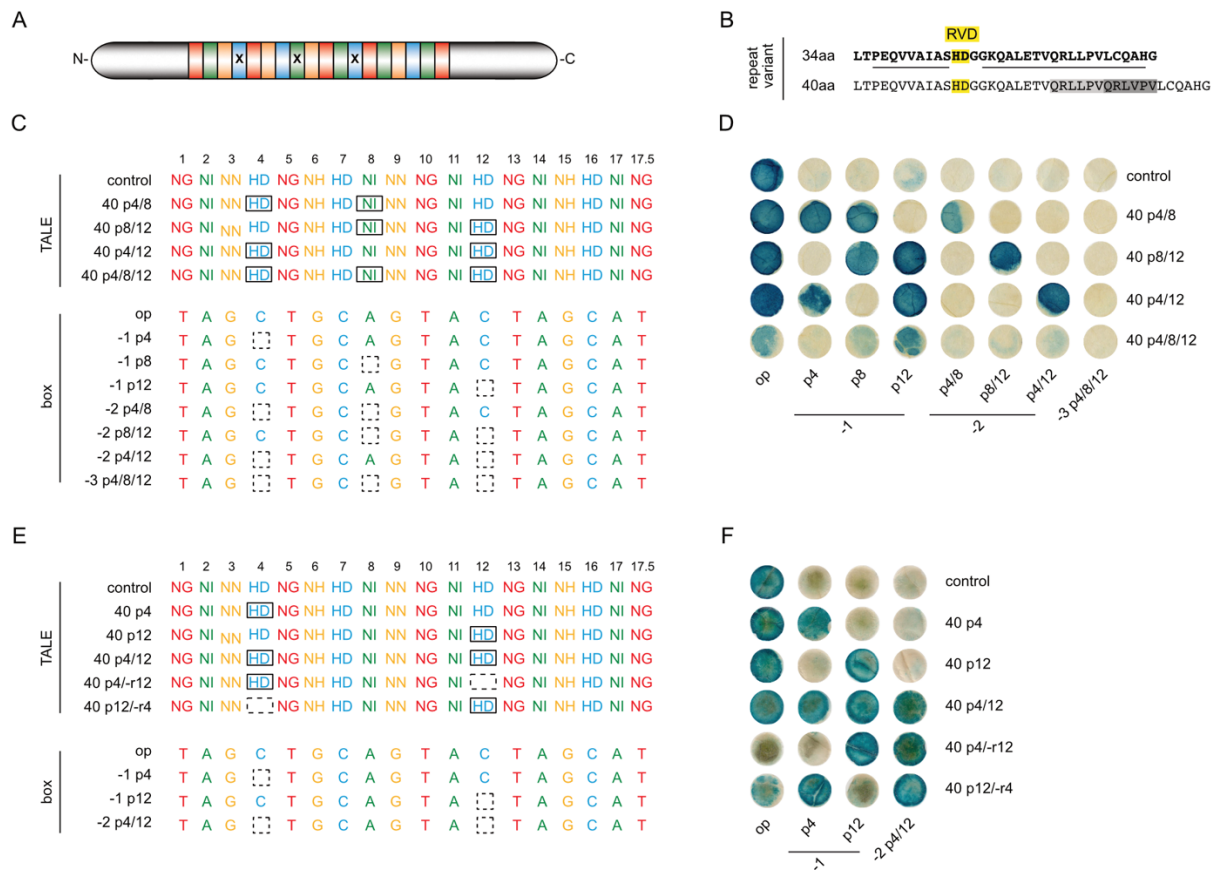 A
N-
X X X
-C
B
RVD
repeat variant
34aa LTPEQVVAIASHDGGKQALETVQRLLPVLCQAHG
40aa LTPEQVVAIASHDGGKQALETVQRLLPVQRLVPVLCQAHG
C
1 2 3 4 5 6 7 8 9 10 11 12 13 14 15 16 17 17.5
TALE
control NG NI NN HD NG NH HD NI NN NG NI HD NG NI NH HD NI NG
40 p4/8 NG NI NN HD NG NH HD NI NN NG NI HD NG NI NH HD NI NG
40 p8/12 NG NI NN HD NG NH HD NI NN NG NI HD NG NI NH HD NI NG
40 p4/12 NG NI NN HD NG NH HD NI NN NG NI HD NG NI NH HD NI NG
40 p4/8/12 NG NI NN HD NG NH HD NI NN NG NI HD NG NI NH HD NI NG
box
op T A G C T G C A G T A C T A G C A T
-1 p4 T A G T G C A G T A C T A G C A T
-1 p8 T A G C T G C G T A C T A G C A T
-1 p12 T A G C T G C A G T A T A G C A T
-2 p4/8 T A G T G C G T A C T A G C A T
-2 p8/12 T A G C T G C G T A T A G C A T
-2 p4/12 T A G T G C A G T A T A G C A T
-3 p4/8/12 T A G T G C G T A T A G C A T
D
control
40 p4/8
40 p8/12
40 p4/12
40 p4/8/12
op p4 p8 p12 p4/8 p8/12 p4/12 -3 p4/8/12
-1 -2
E
1 2 3 4 5 6 7 8 9 10 11 12 13 14 15 16 17 17.5
TALE
control NG NI NN HD NG NH HD NI NN NG NI HD NG NI NH HD NI NG
40 p4 NG NI NN HD NG NH HD NI NN NG NI HD NG NI NH HD NI NG
40 p12 NG NI NN HD NG NH HD NI NN NG NI HD NG NI NH HD NI NG
40 p4/12 NG NI NN HD NG NH HD NI NN NG NI HD NG NI NH HD NI NG
40 p4/-r12 NG NI NN HD NG NH HD NI NN NG NI NG NI NH HD NI NG
40 p12/-r4 NG NI NN NG NH HD NI NN NG NI HD NG NI NH HD NI NG
box
op T A G C T G C A G T A C T A G C A T
-1 p4 T A G T G C A G T A C T A G C A T
-1 p12 T A G C T G C A G T A T A G C A T
-2 p4/12 T A G T G C A G T A T A G C A T
F
control
40 p4
40 p12
40 p4/12
40 p4/-r12
40 p12/-r4
op p4 p12 -2 p4/12
-1